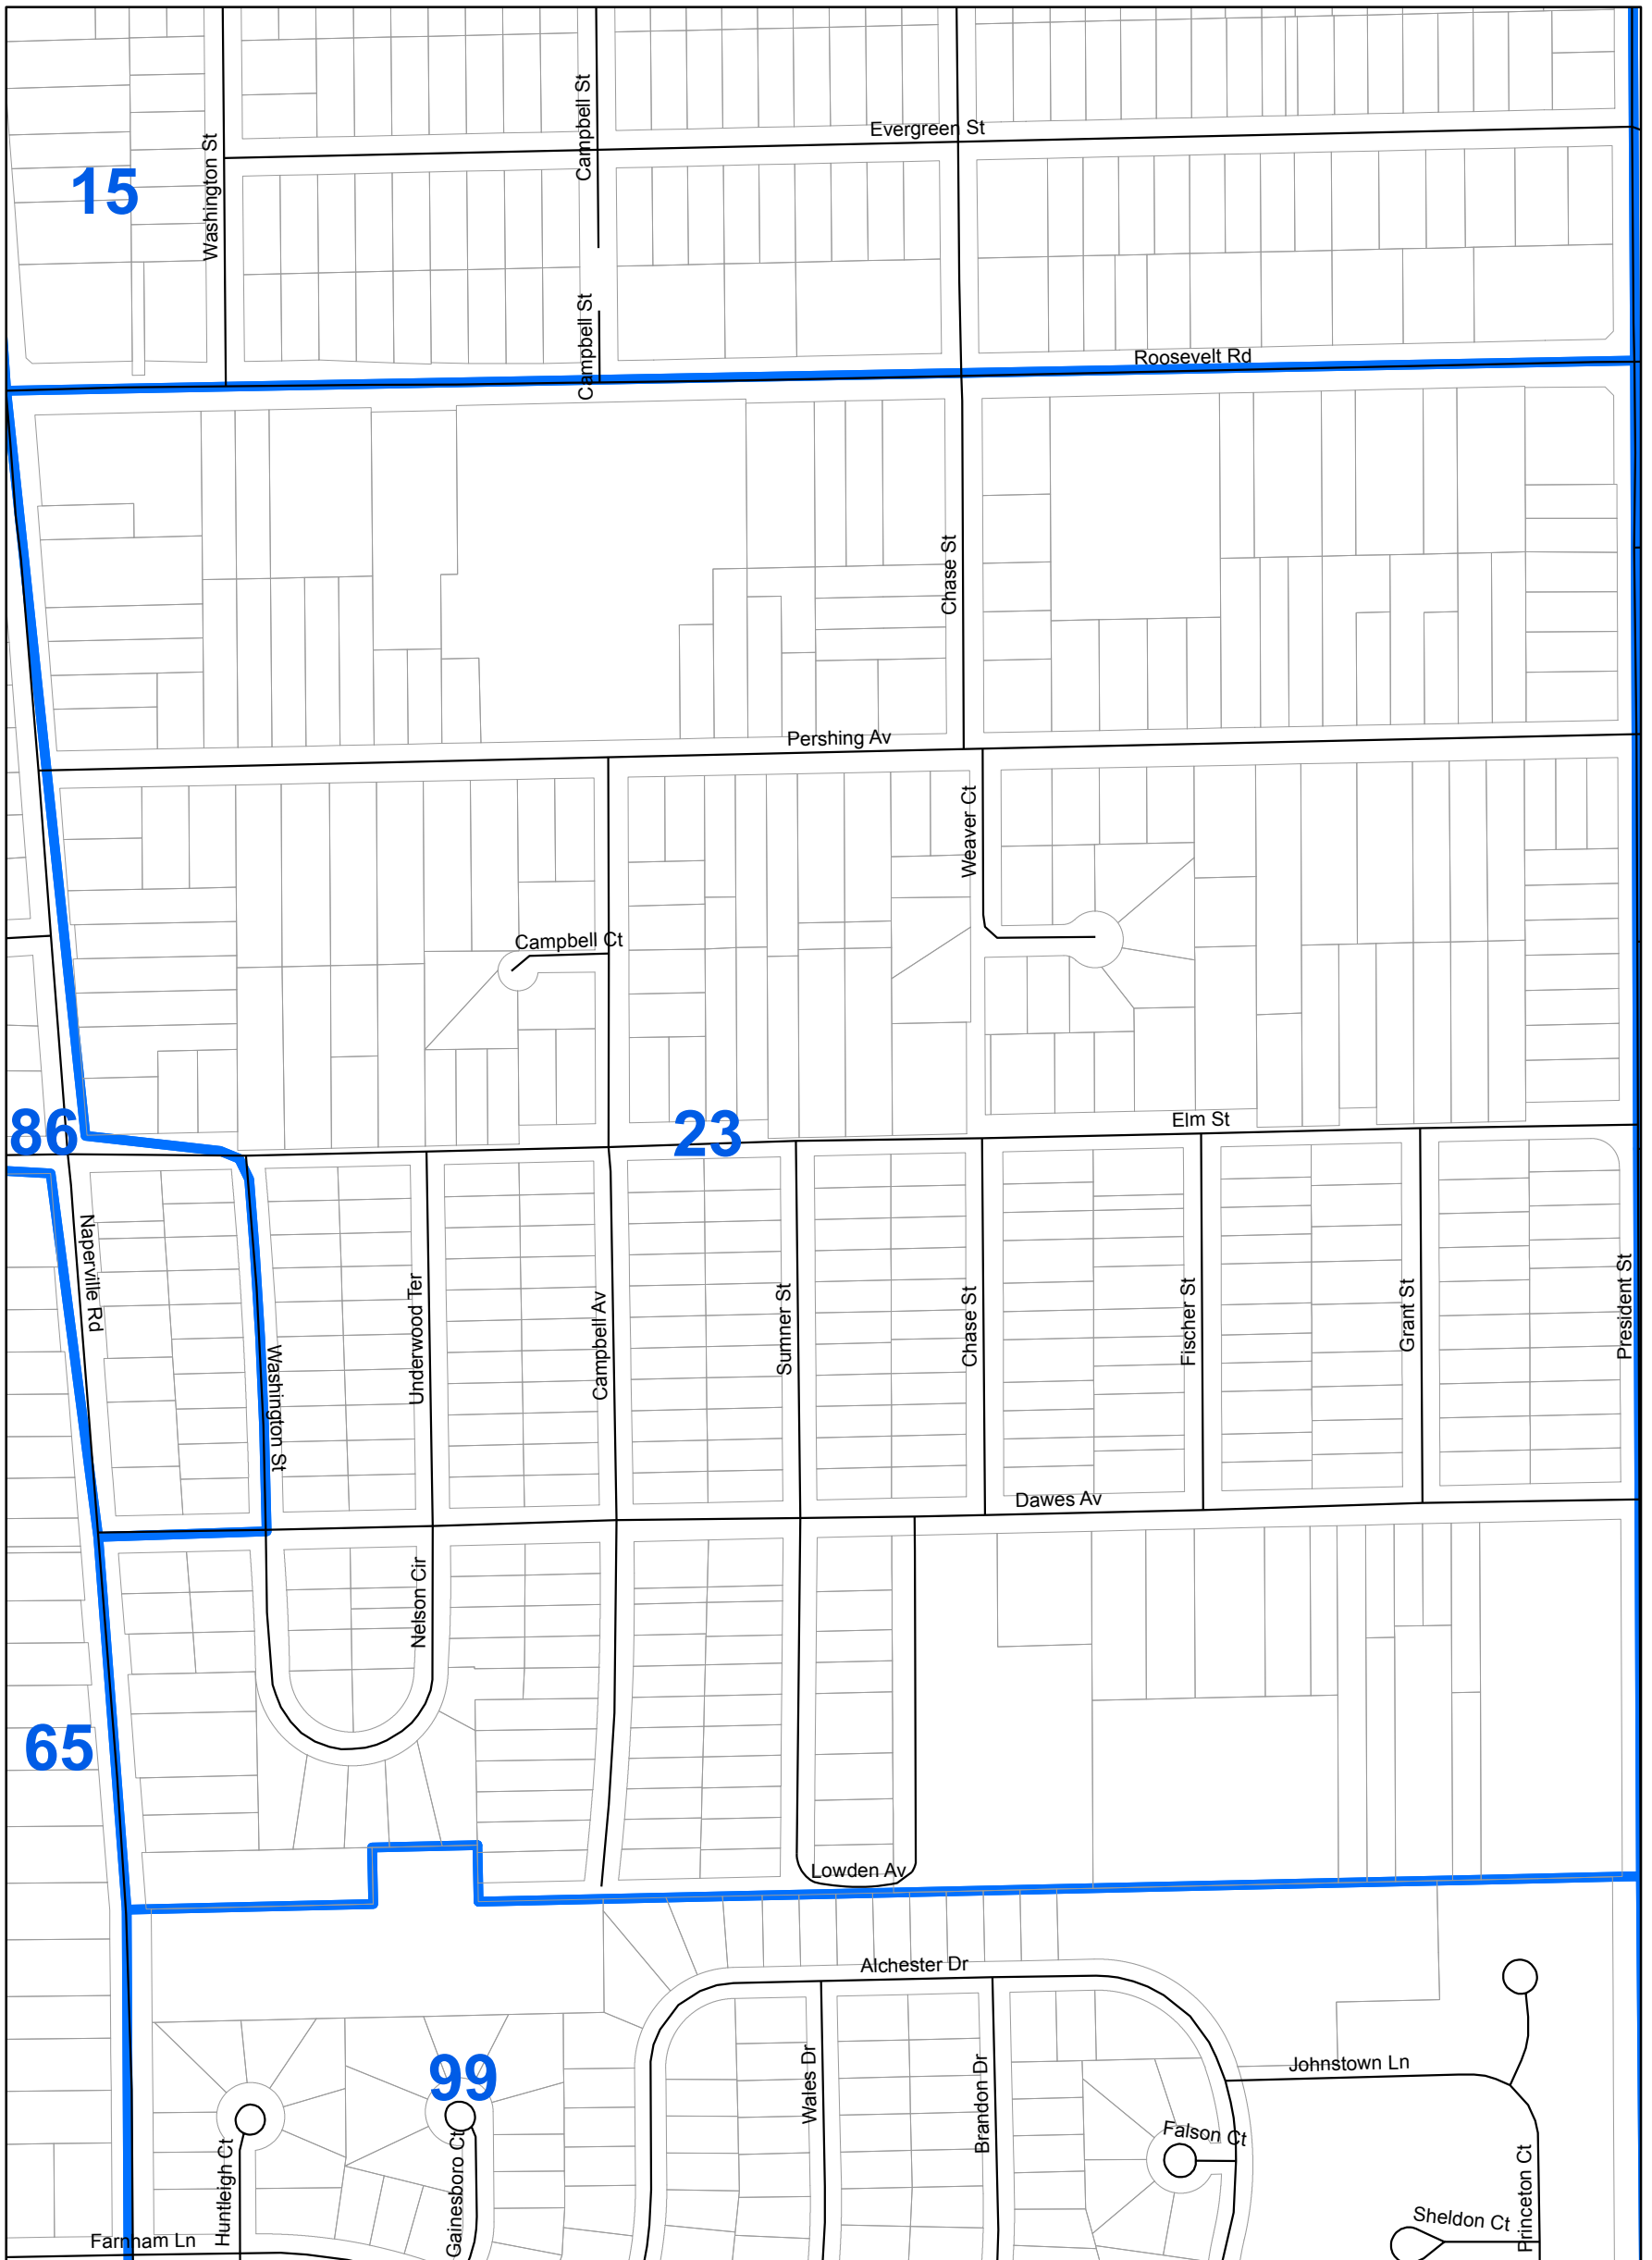 Campbell St
Evergreen St
Washington St
15
Campbell St
Roosevelt Rd
Chase St
Pershing Av
Weaver Ct
Campbell Ct
86
23
Elm St
Naperville Rd
Washington St
Underwood Ter
Campbell Av
Sumner St
Chase St
Fischer St
Grant St
President St
Dawes Av
Nelson Cir
65
Lowden Av
Alchester Dr
99
Wales Dr
Brandon Dr
Johnstown Ln
Falson Ct
Huntleigh Ct
Gainesboro Ct
Princeton Ct
Sheldon Ct
Farnham Ln